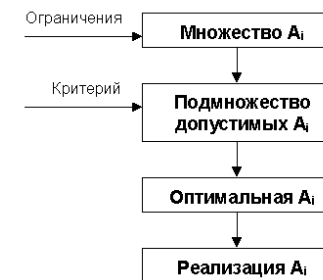 Ограничения
Множество Ai
Критерий
Подмножество
допустимых Ai
Оптимальная Ai
Реализация Ai